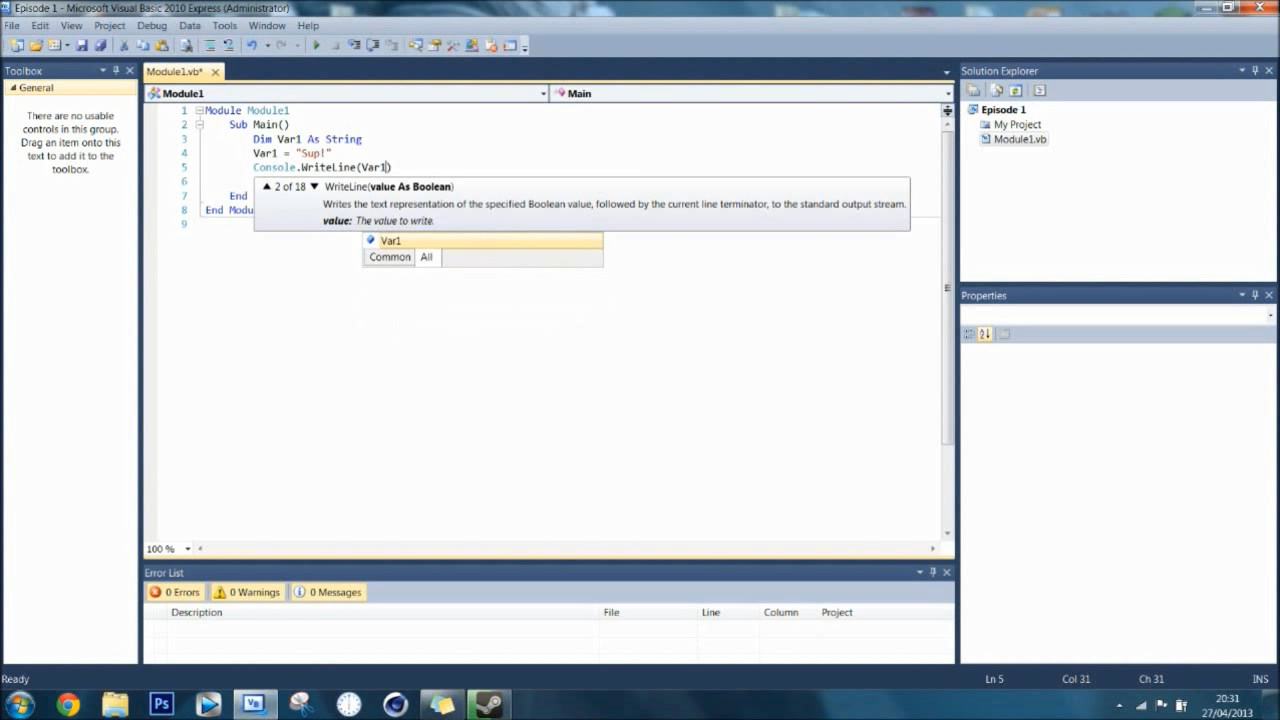 Episode 1 - Microsoft Visual Basic 2010 Express (Administrator)
File Edit View Project Debug Data Tools Window Help
Toolbox
General
There are no usable
controls in this group.
Drag an item onto this
text to add it to the
toolbox.
Module1.vb*
Module1 Main
1 Module Module1
2 Sub Main()
3 Dim Var1 As String
4 Var1 = "Sup!"
5 Console.WriteLine(Var1)
6
7 End
8 End Modu
9
2 of 18 WriteLine(value As Boolean)
Writes the text representation of the specified Boolean value, followed by the current line terminator, to the standard output stream.
value: The value to write.
Var1
Common All
100 %
Error List
0 Errors 0 Warnings 0 Messages
Description File Line Column Project
Solution Explorer
Episode 1
My Project
Module1.vb
Properties
Ready Ln 5 Col 31 Ch 31 INS
Ps VB
20:31
27/04/2013